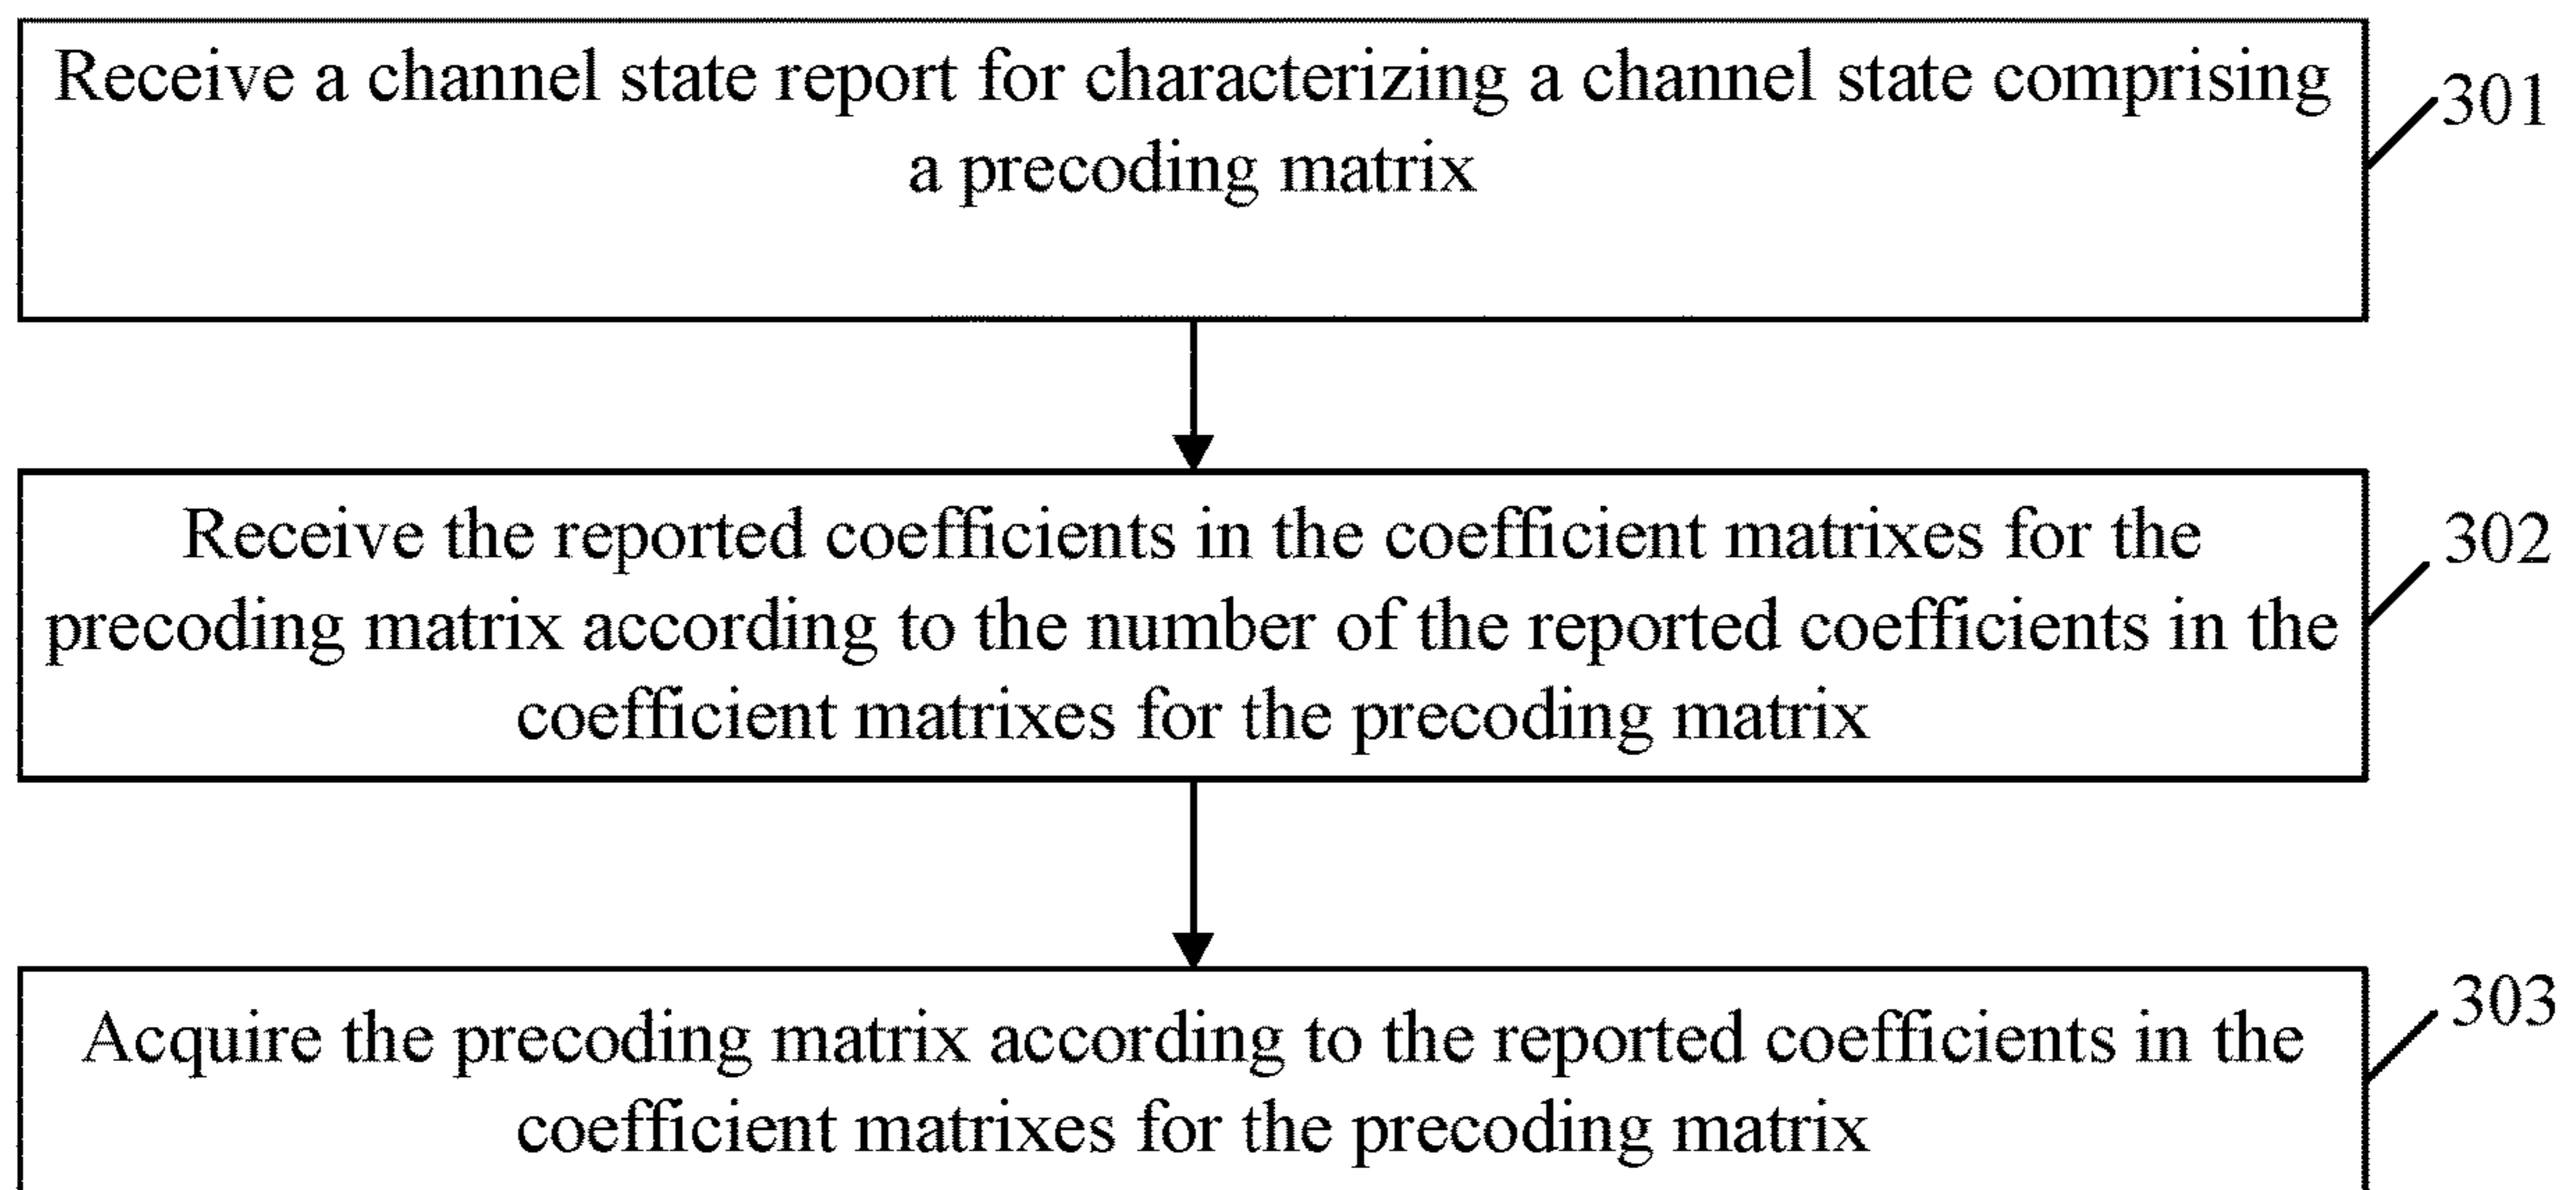 Receive a channel state report for characterizing a channel state comprising
a precoding matrix
301
Receive the reported coefficients in the coefficient matrixes for the
precoding matrix according to the number of the reported coefficients in the
coefficient matrixes for the precoding matrix
302
Acquire the precoding matrix according to the reported coefficients in the
coefficient matrixes for the precoding matrix
303